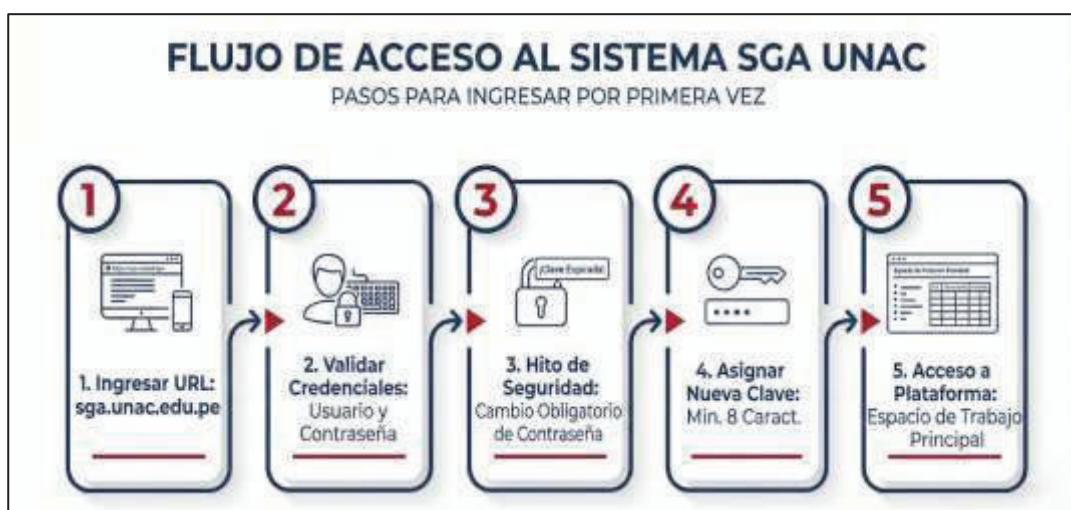 FLUJO DE ACCESO AL SISTEMA SGA UNAC
PASOS PARA INGRESAR POR PRIMERA VEZ
1
1. Ingresar URL:
sga.unac.edu.pe
2
2. Validar
Credenciales:
Usuario y
Contraseña
3
¡Clave Expirada!
3. Hito de
Seguridad:
Cambio Obligatorio
de Contraseña
4
4. Asignar
Nueva Clave:
Min. 8 Caract.
5
5. Acceso a
Plataforma:
Espacio de Trabajo
Principal